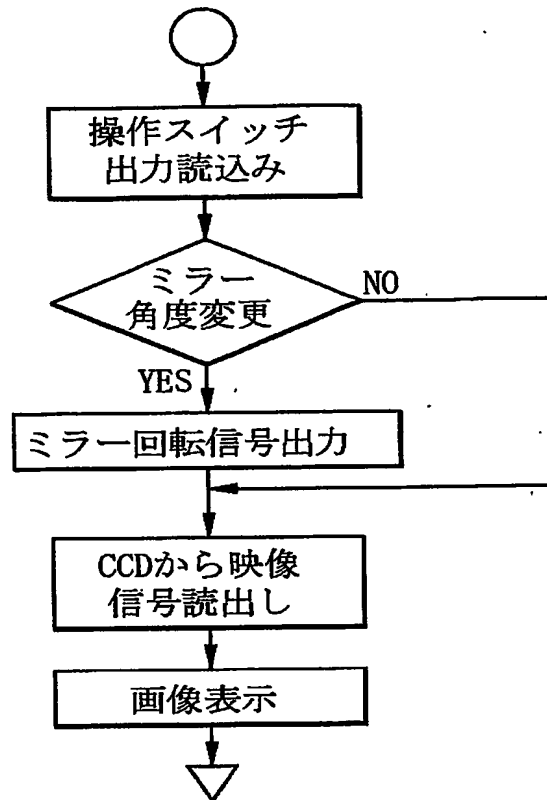 操作スイッチ
出力読込み
ミラー
角度変更
NO
YES
ミラー回転信号出力
CCDから映像
信号読出し
画像表示